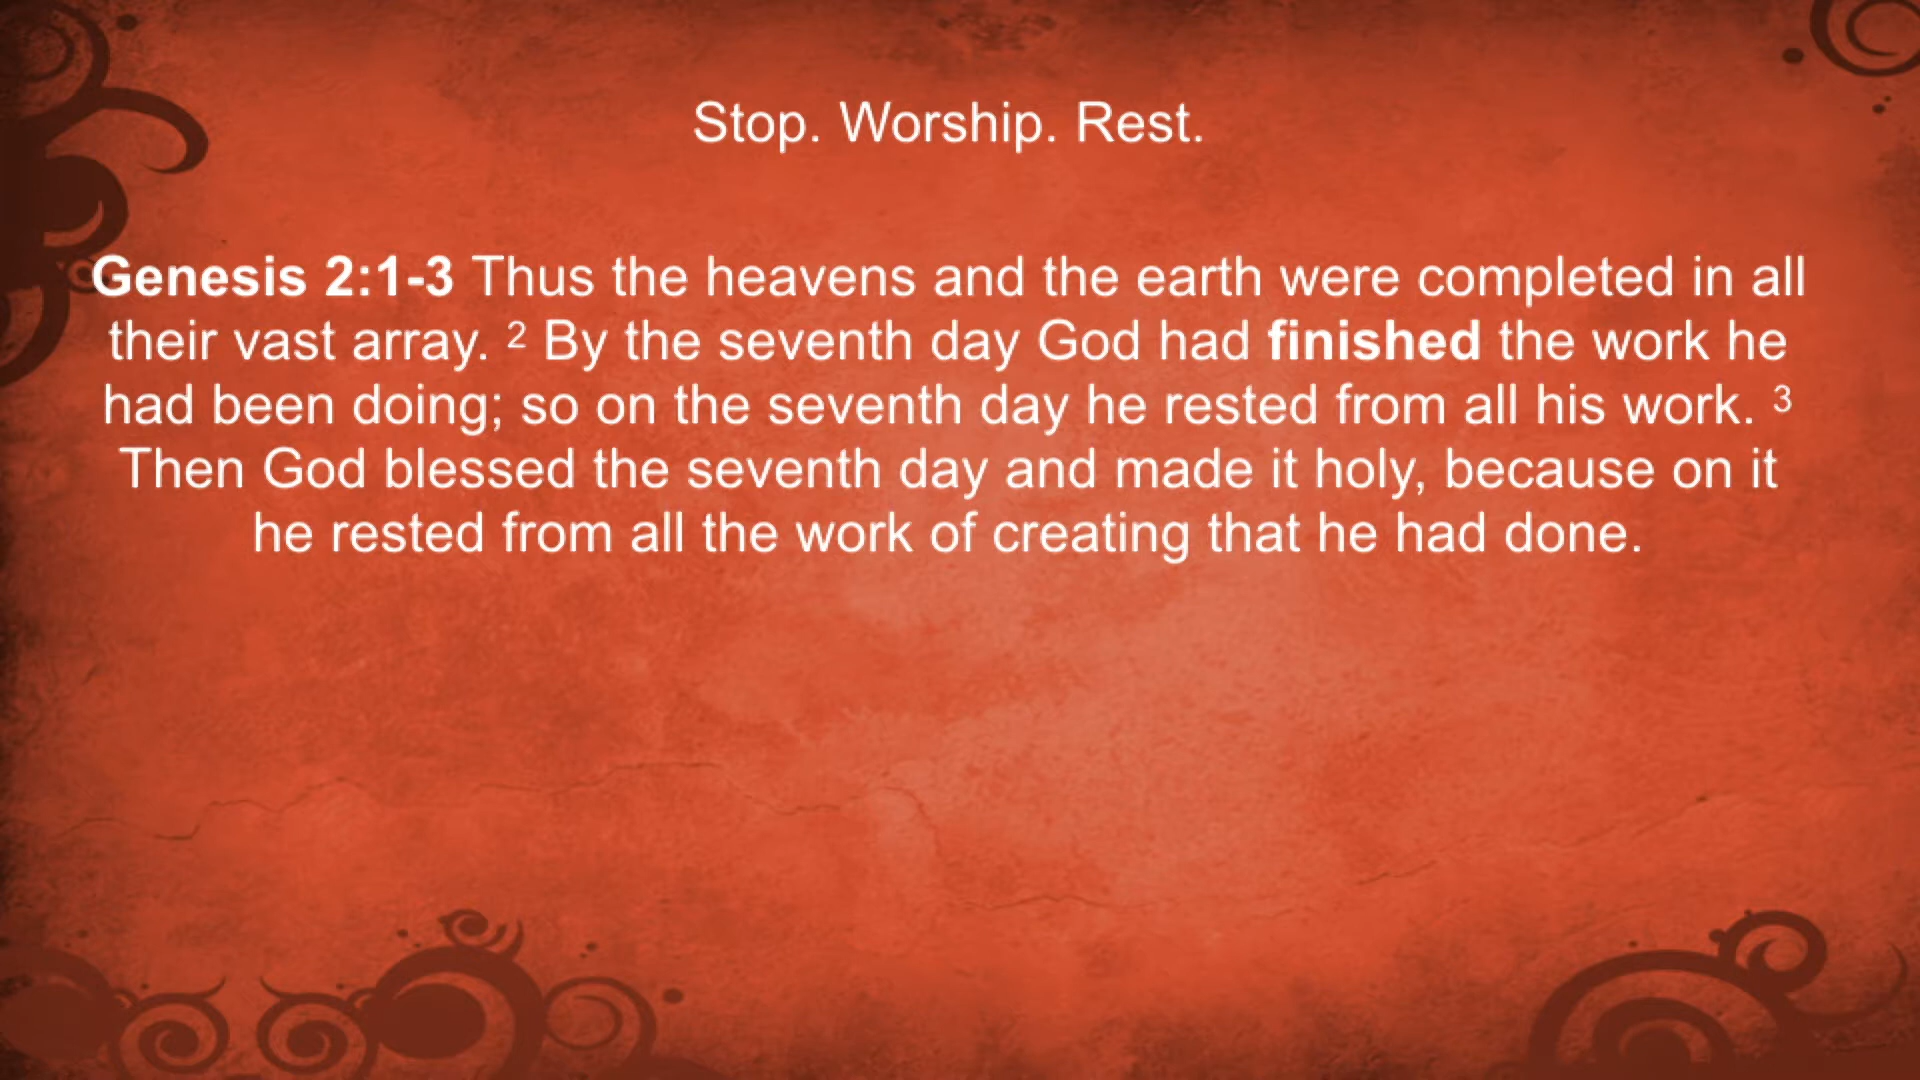 Stop. Worship. Rest.
Genesis 2:1-3 Thus the heavens and the earth were completed in all
their vast array. ² By the seventh day God had finished the work he
had been doing; so on the seventh day he rested from all his work. ³
Then God blessed the seventh day and made it holy, because on it
he rested from all the work of creating that he had done.